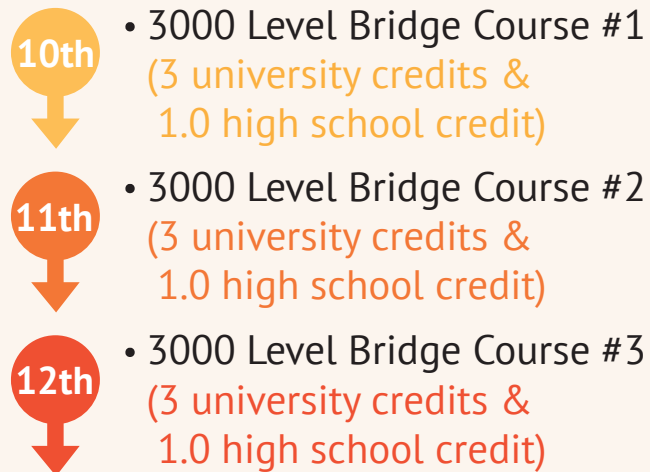 10th
• 3000 Level Bridge Course #1
(3 university credits &
1.0 high school credit)
11th
• 3000 Level Bridge Course #2
(3 university credits &
1.0 high school credit)
12th
• 3000 Level Bridge Course #3
(3 university credits &
1.0 high school credit)